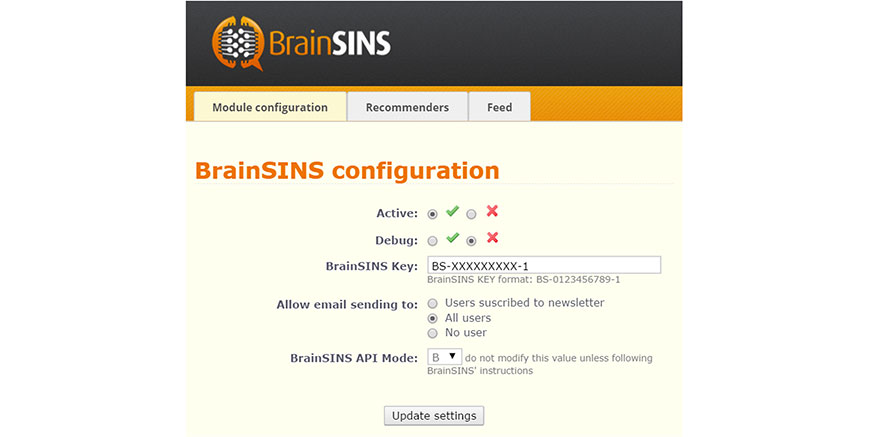 BrainSINS
Module configuration Recommenders Feed
BrainSINS configuration
Active:
Debug:
BrainSINS Key: BS-XXXXXXXXX-1
BrainSINS KEY format: BS-0123456789-1
Allow email sending to: Users suscribed to newsletter
All users
No user
BrainSINS API Mode: B do not modify this value unless following
BrainSINS' instructions
Update settings